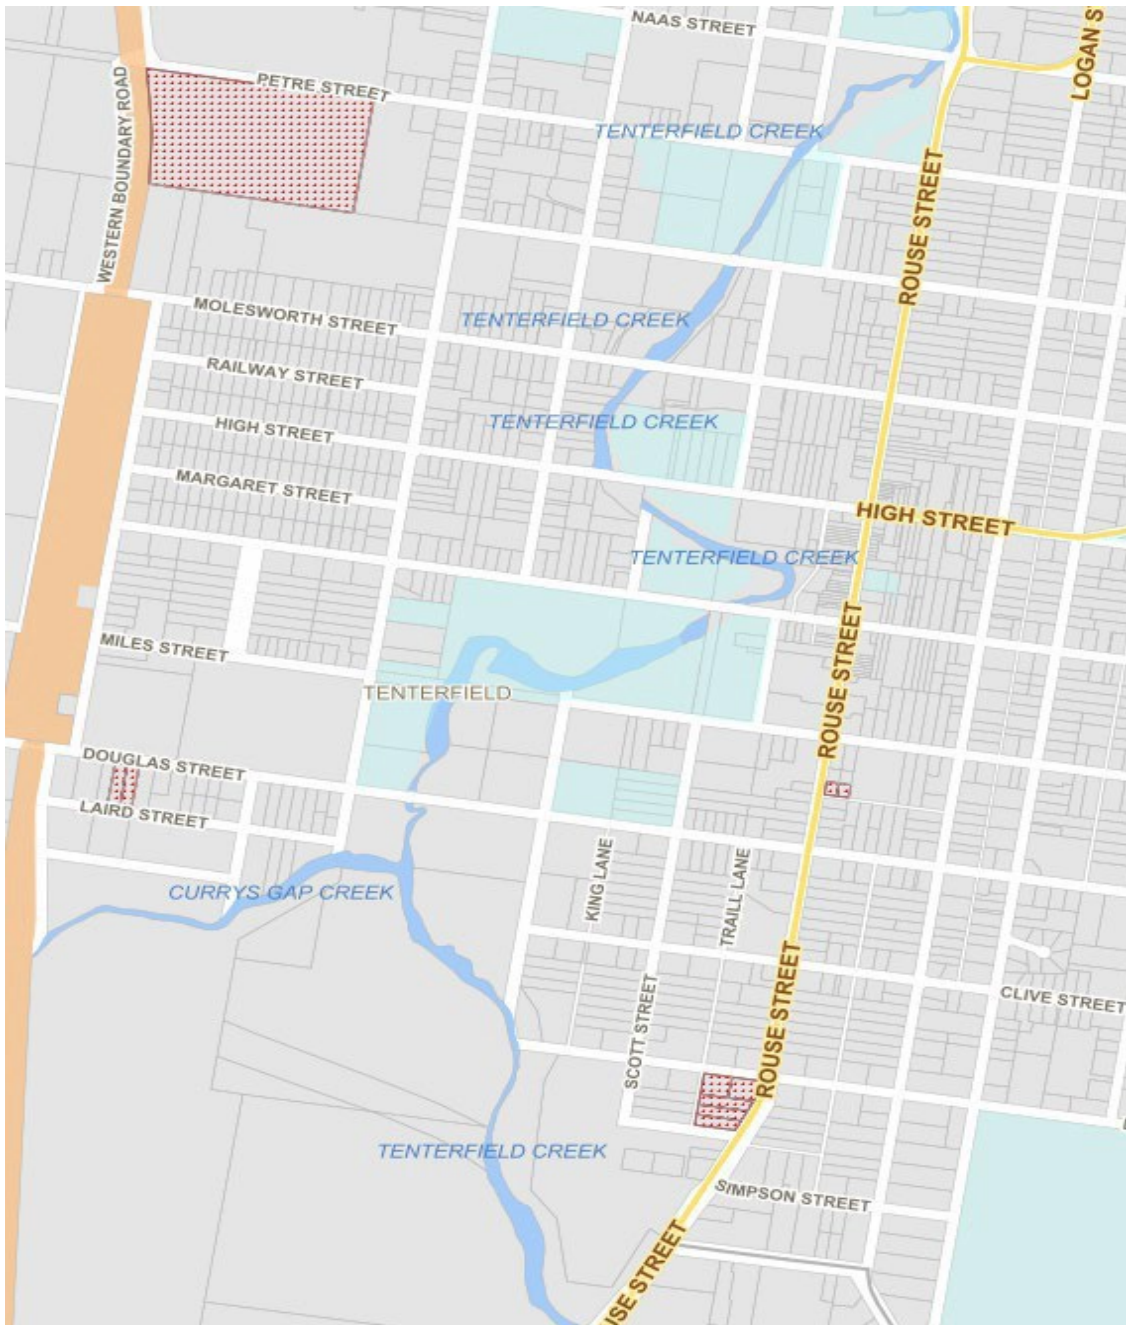 NAAS STREET
LOGAN S
PETRE STREET
WESTERN BOUNDARY ROAD
TENTERFIELD CREEK
ROUSE STREET
MOLESWORTH STREET
TENTERFIELD CREEK
RAILWAY STREET
HIGH STREET
TENTERFIELD CREEK
MARGARET STREET
HIGH STREET
TENTERFIELD CREEK
MILES STREET
ROUSE STREET
TENTERFIELD
DOUGLAS STREET
LAIRD STREET
KING LANE
TRAILL LANE
CURRYS GAP CREEK
CLIVE STREET
SCOTT STREET
ROUSE STREET
TENTERFIELD CREEK
SIMPSON STREET
USE STREET